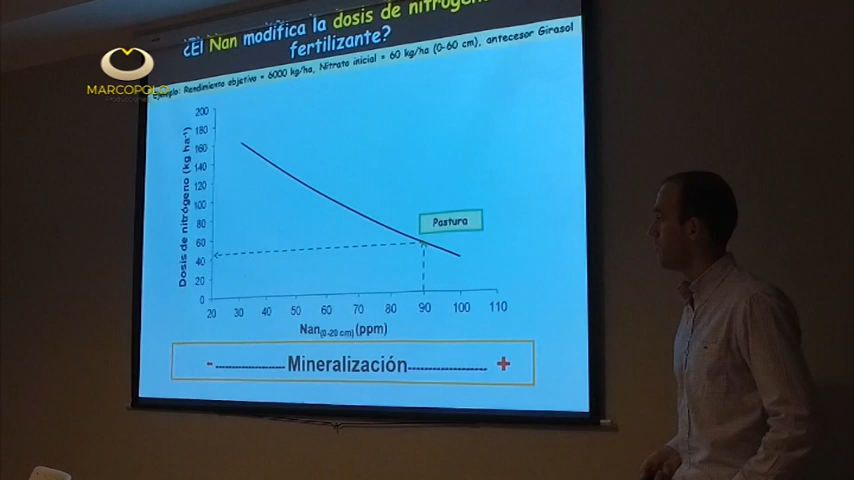 ¿El Nan modifica la dosis de nitrógeno
fertilizante?
Ejemplo: Rendimiento objetivo = 6000 kg/ha, Nitrato inicial = 60 kg/ha (0-60 cm), antecesor Girasol
MARCOPOLO
PRODUCCIONES
Dosis de nitrógeno (kg ha⁻¹)
200
180
160
140
120
100
80
60
40
20
0
Pastura
20 30 40 50 60 70 80 90 100 110
Nan(0-20 cm) (ppm)
- Mineralización +